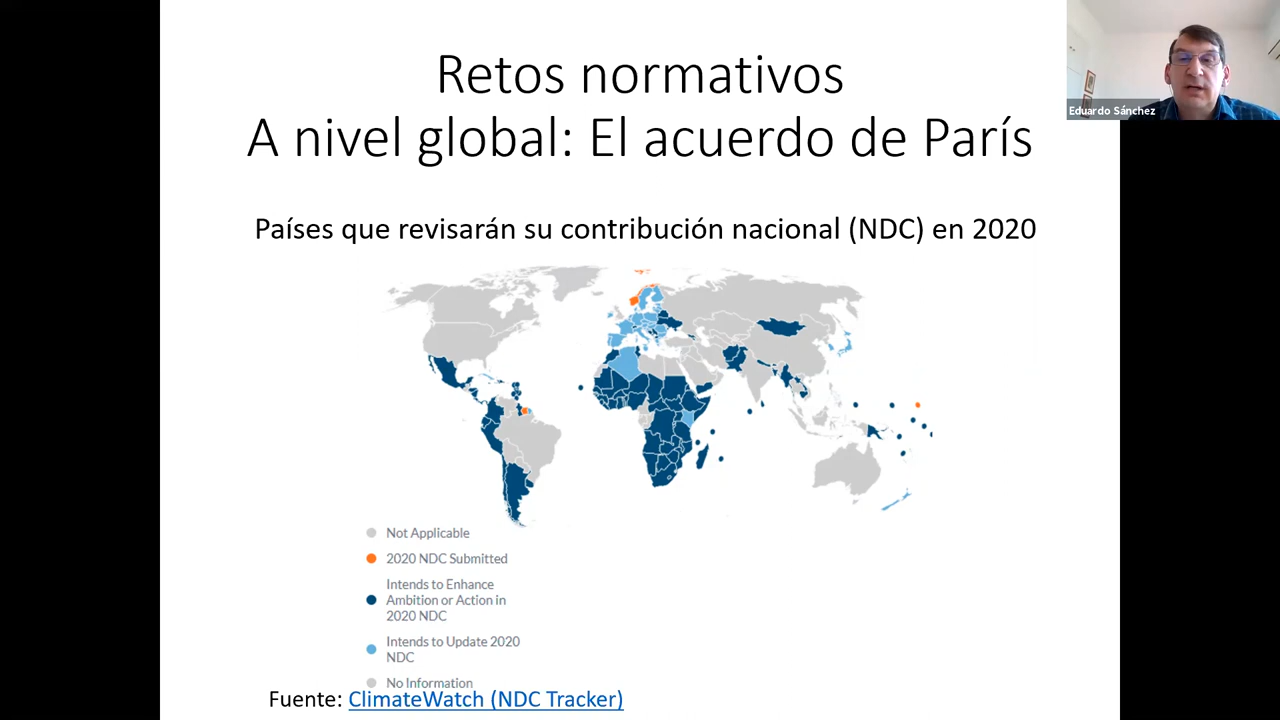 Retos normativos
A nivel global: El acuerdo de París
Eduardo Sánchez
Países que revisarán su contribución nacional (NDC) en 2020
Not Applicable
2020 NDC Submitted
Intends to Enhance
Ambition or Action in
2020 NDC
Intends to Update 2020
NDC
No Information
Fuente: ClimateWatch (NDC Tracker)